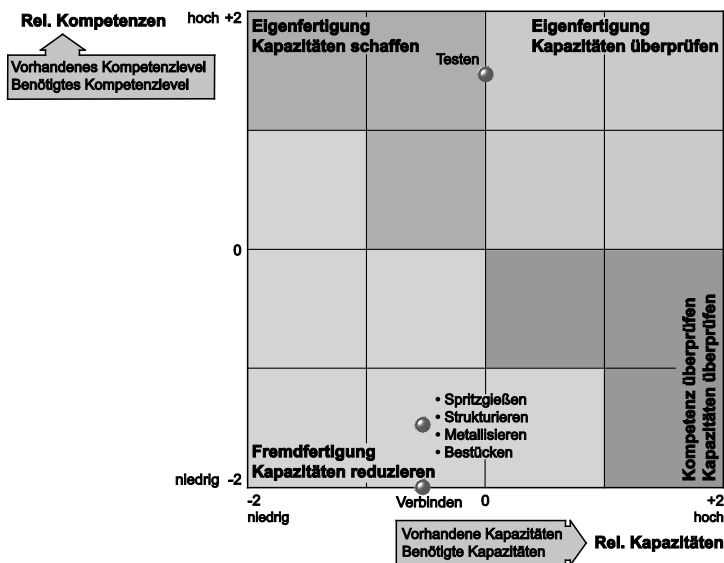 Rel. Kompetenzen
Vorhandenes Kompetenzlevel
Benötigtes Kompetenzlevel
hoch +2
0
niedrig -2
Eigenfertigung
Kapazitäten schaffen
Eigenfertigung
Kapazitäten überprüfen
Testen
Kompetenz überprüfen
Kapazitäten überprüfen
• Spritzgießen
• Strukturieren
• Metallisieren
• Bestücken
Fremdfertigung
Kapazitäten reduzieren
Verbinden
-2
niedrig
0
+2
hoch
Vorhandene Kapazitäten
Benötigte Kapazitäten
Rel. Kapazitäten